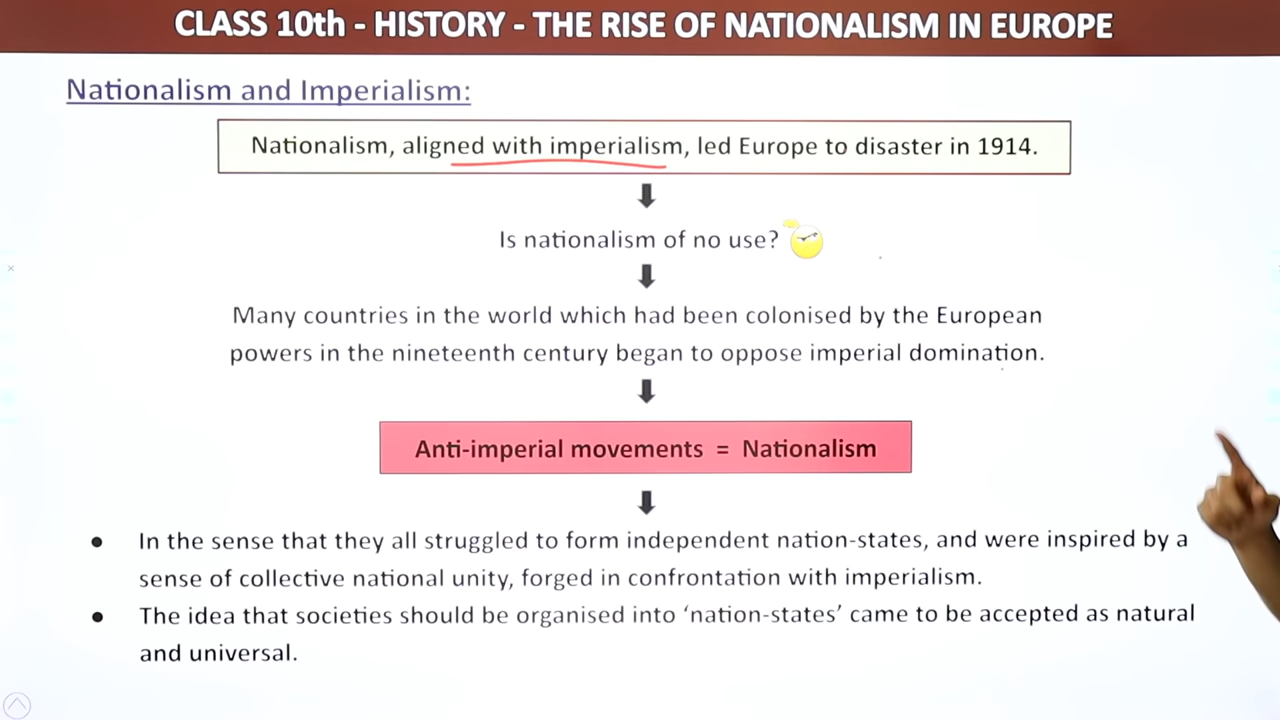 CLASS 10th - HISTORY - THE RISE OF NATIONALISM IN EUROPE
Nationalism and Imperialism:
Nationalism, aligned with imperialism, led Europe to disaster in 1914.
Is nationalism of no use?
Many countries in the world which had been colonised by the European
powers in the nineteenth century began to oppose imperial domination.
Anti-imperial movements = Nationalism
● In the sense that they all struggled to form independent nation-states, and were inspired by a
sense of collective national unity, forged in confrontation with imperialism.
● The idea that societies should be organised into ‘nation-states’ came to be accepted as natural
and universal.